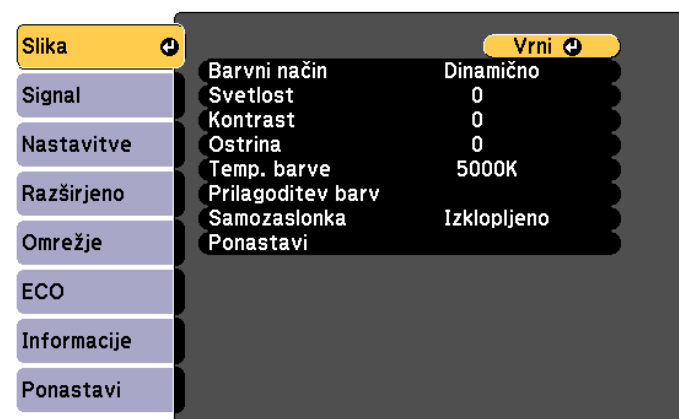 Slika
Signal
Nastavitve
Razširjeno
Omrežje
ECO
Informacije
Ponastavi
Vrni
Barvni način Dinamično
Svetlost 0
Kontrast 0
Ostrina 0
Temp. barve 5000K
Prilagoditev barv
Samozaslonka Izklopljeno
Ponastavi